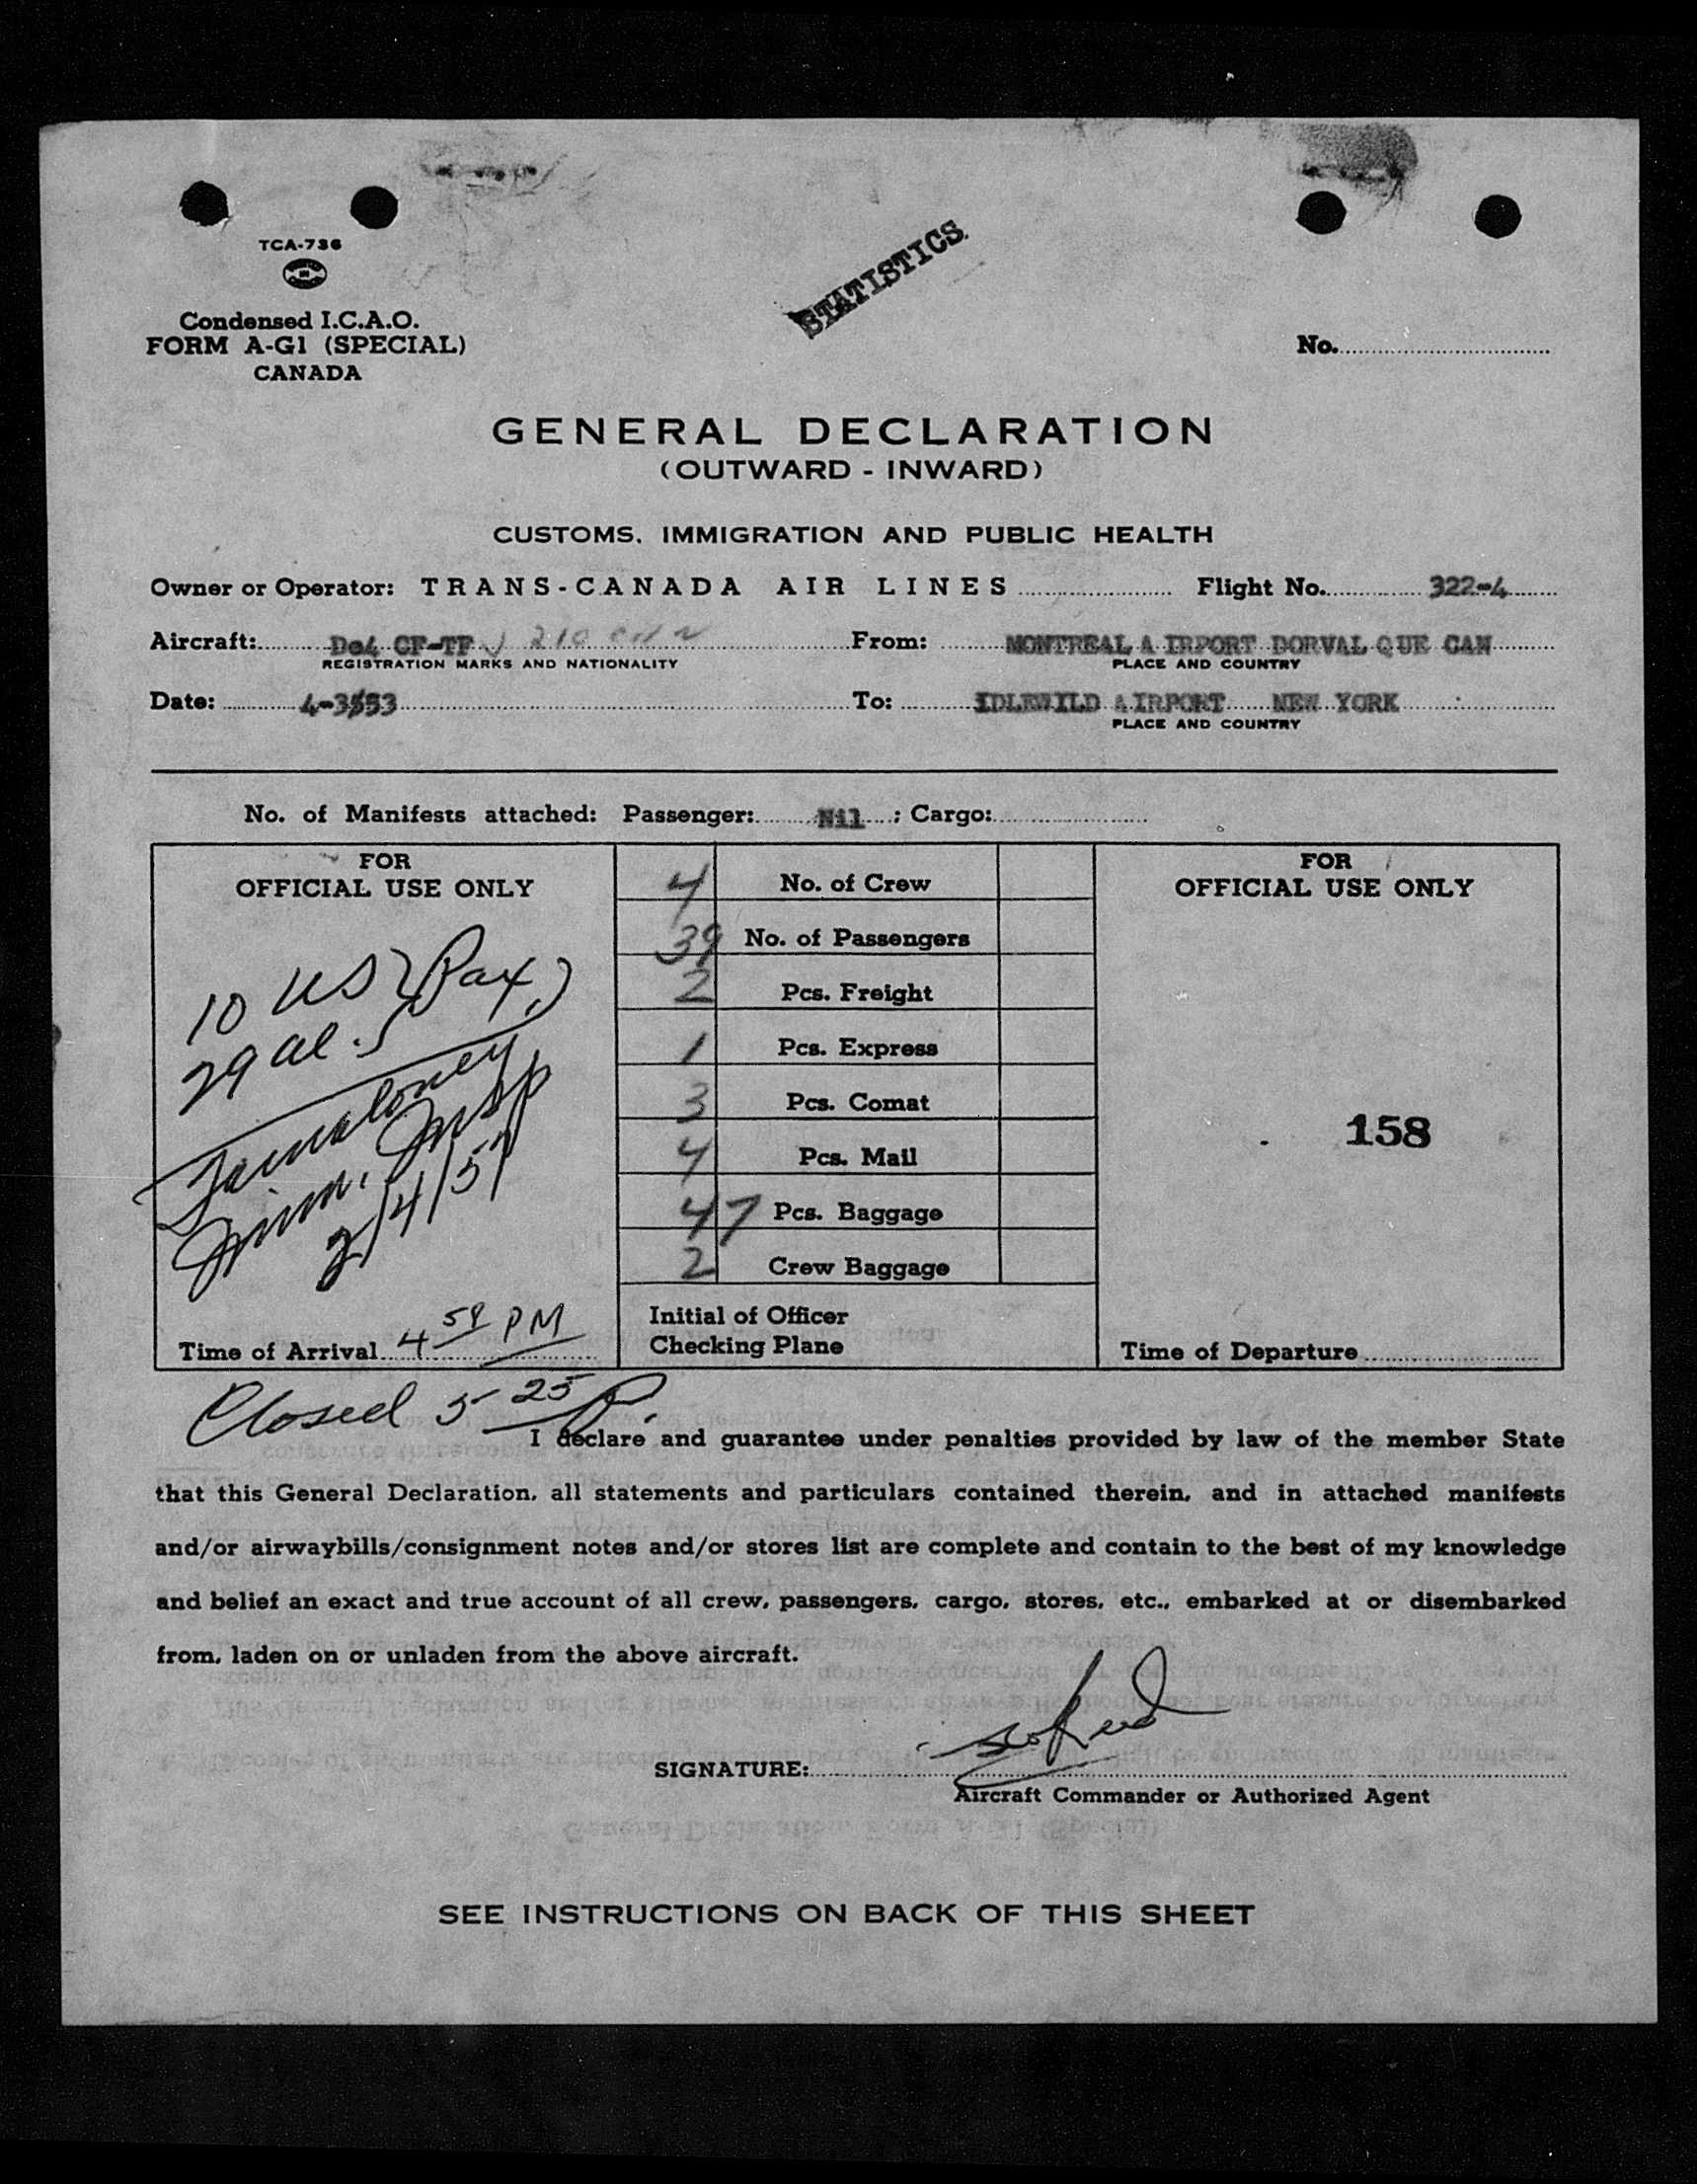 TCA-736
STATISTICS
Condensed I.C.A.O.
FORM A-G1 (SPECIAL)
CANADA
No.
GENERAL DECLARATION
(OUTWARD - INWARD)
CUSTOMS, IMMIGRATION AND PUBLIC HEALTH
Owner or Operator: TRANS-CANADA AIR LINES Flight No. 322-4
Aircraft: Dc4 CF-TF From: MONTREAL A IRPORT DORVAL QUE CAN
REGISTRATION MARKS AND NATIONALITY PLACE AND COUNTRY
Date: To: IDLEWILD AIRPORT NEW YORK
PLACE AND COUNTRY
No. of Manifests attached: Passenger: Nil ; Cargo:
FOR
OFFICIAL USE ONLY
10 US
29 al.
Pax
Imm. Insp
Time of Arrival 4 59 PM
4 No. of Crew
39 No. of Passengers
2 Pcs. Freight
1 Pcs. Express
3 Pcs. Comat
4 Pcs. Mail
47 Pcs. Baggage
2 Crew Baggage
Initial of Officer
Checking Plane
FOR
OFFICIAL USE ONLY
158
Time of Departure
Closed 5 25 P.
I declare and guarantee under penalties provided by law of the member State
that this General Declaration, all statements and particulars contained therein, and in attached manifests
and/or airwaybills/consignment notes and/or stores list are complete and contain to the best of my knowledge
and belief an exact and true account of all crew, passengers, cargo, stores, etc., embarked at or disembarked
from, laden on or unladen from the above aircraft.
SIGNATURE:
Aircraft Commander or Authorized Agent
SEE INSTRUCTIONS ON BACK OF THIS SHEET